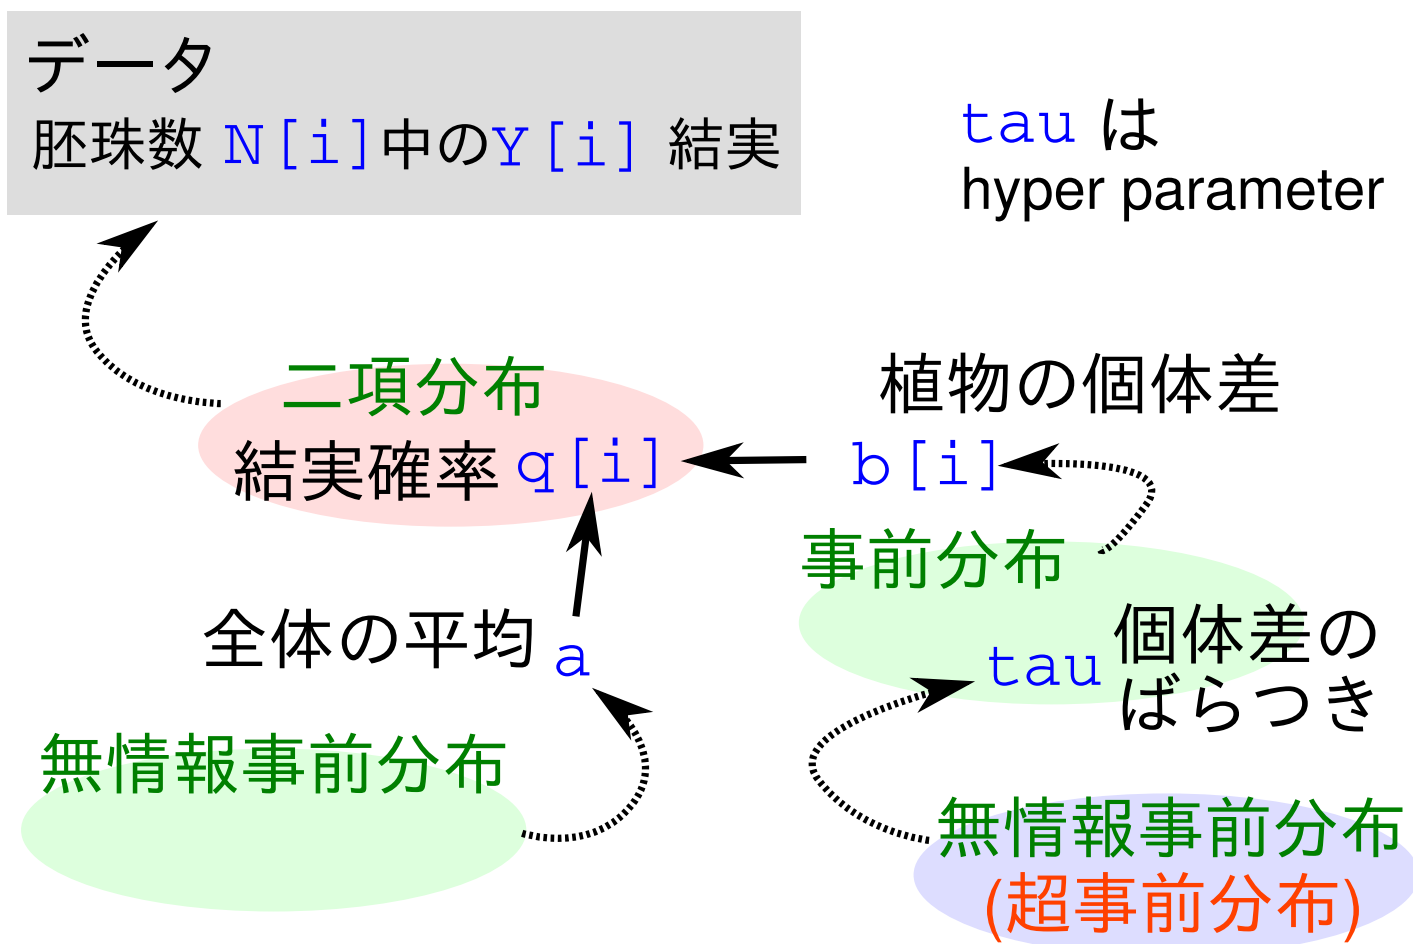 データ
胚珠数 N[i]中のY[i] 結実
tau は
hyper parameter
二項分布
結実確率 q[i]
植物の個体差
b[i]
事前分布
全体の平均 a
tau 個体差の
ばらつき
無情報事前分布
無情報事前分布
(超事前分布)